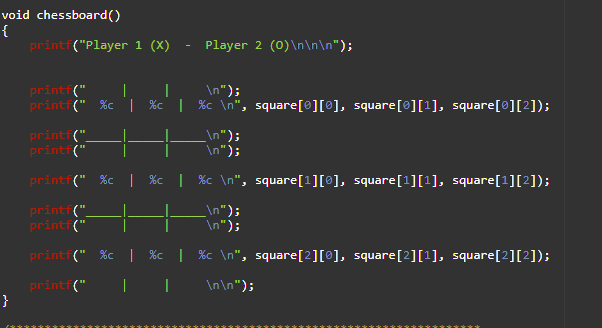 void chessboard()
{
    printf("Player 1 (X)  -  Player 2 (O)\n\n\n");
    printf("     |     |     \n");
    printf("  %c  |  %c  |  %c \n", square[0][0], square[0][1], square[0][2]);
    printf("_____|_____|_____\n");
    printf("     |     |     \n");
    printf("  %c  |  %c  |  %c \n", square[1][0], square[1][1], square[1][2]);
    printf("_____|_____|_____\n");
    printf("     |     |     \n");
    printf("  %c  |  %c  |  %c \n", square[2][0], square[2][1], square[2][2]);
    printf("     |     |     \n\n");
}